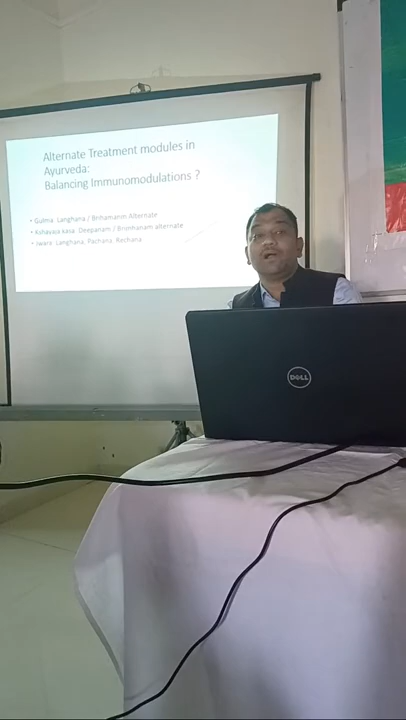 Alternate Treatment modules in
Ayurveda:
Balancing Immunomodulations ?
• Gulma Langhana / Brihamanm Alternate
• Kshayaja kasa Deepanam / Brimhanam alternate
• Jwara Langhana, Pachana Rechana
DELL